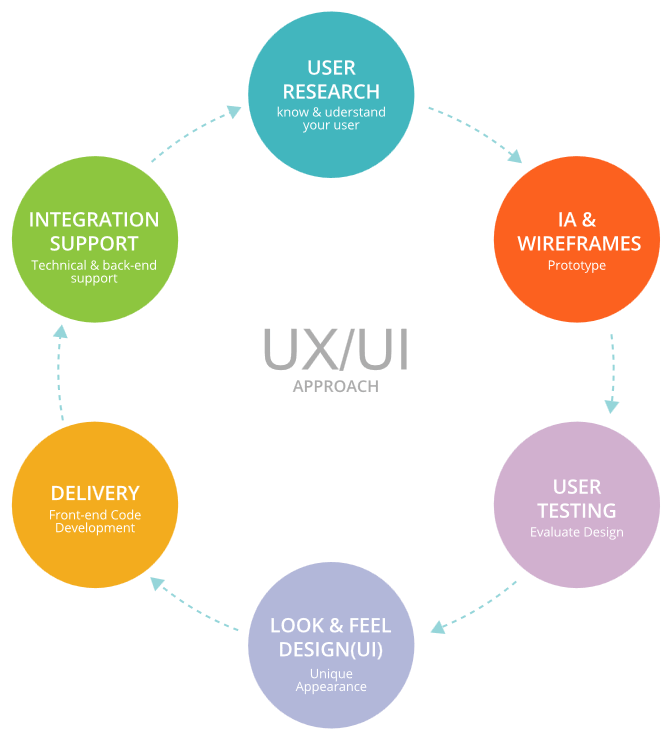 USER
RESEARCH
know & uderstand
your user
IA &
WIREFRAMES
Prototype
USER
TESTING
Evaluate Design
LOOK & FEEL
DESIGN(UI)
Unique
Appearance
DELIVERY
Front-end Code
Development
INTEGRATION
SUPPORT
Technical & back-end
support
UX/UI
APPROACH